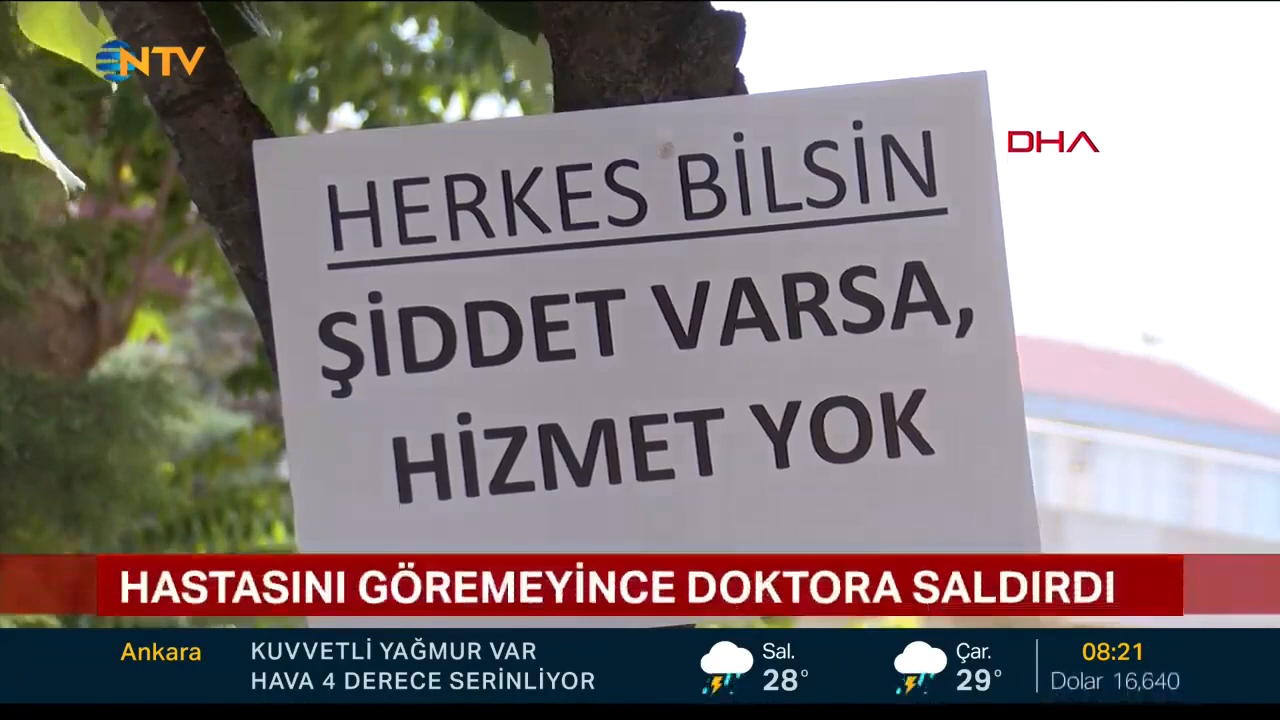 NTV
DHA
HERKES BİLSİN
ŞİDDET VARSA,
HİZMET YOK
HASTASINI GÖREMEYİNCE DOKTORA SALDIRDI
Ankara
KUVVETLİ YAĞMUR VAR
HAVA 4 DERECE SERİNLİYOR
Sal.
28°
Çar.
29°
08:21
Dolar 16,640